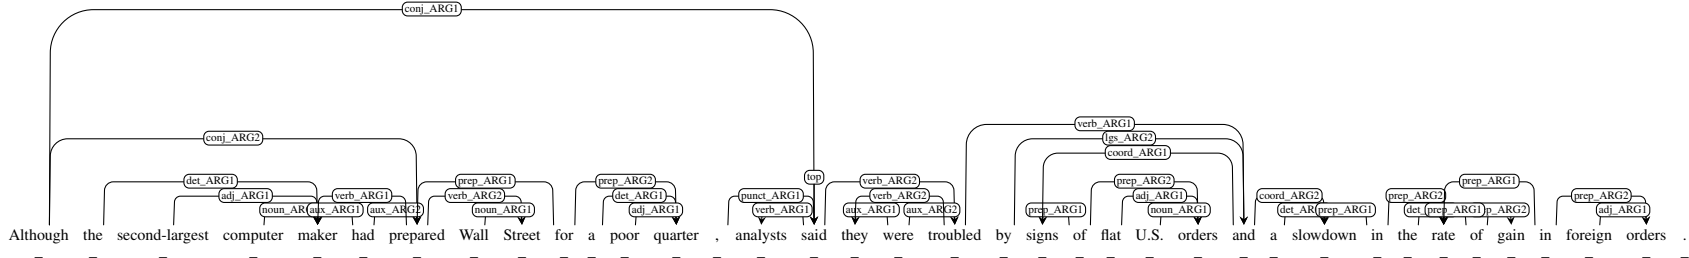 conj_ARG1
verb_ARG1
conj_ARG2 lgs_ARG2
coord_ARG1
top
det_ARG1 prep_ARG1 prep_ARG2 verb_ARG2 prep_ARG2 prep_ARG1
adj_ARG1 verb_ARG1 verb_ARG2 det_ARG1 punct_ARG1 verb_ARG2 adj_ARG1 coord_ARG2 prep_ARG2 prep_ARG2
aux_ARG1 aux_ARG2 noun_ARG1 adj_ARG1 verb_ARG1 aux_ARG1 aux_ARG2 prep_ARG1 noun_ARG1 prep_ARG1 prep_ARG1 adj_ARG1
Although the second-largest computer maker had prepared Wall Street for a poor quarter , analysts said they were troubled by signs of flat U.S. orders and a slowdown in the rate of gain in foreign orders .
_ _ _ _ _ _ _ _ _ _ _ _ _ _ _ _ _ _ _ _ _ _ _ _ _ _ _ _ _ _ _ _ _ _ _ _ _